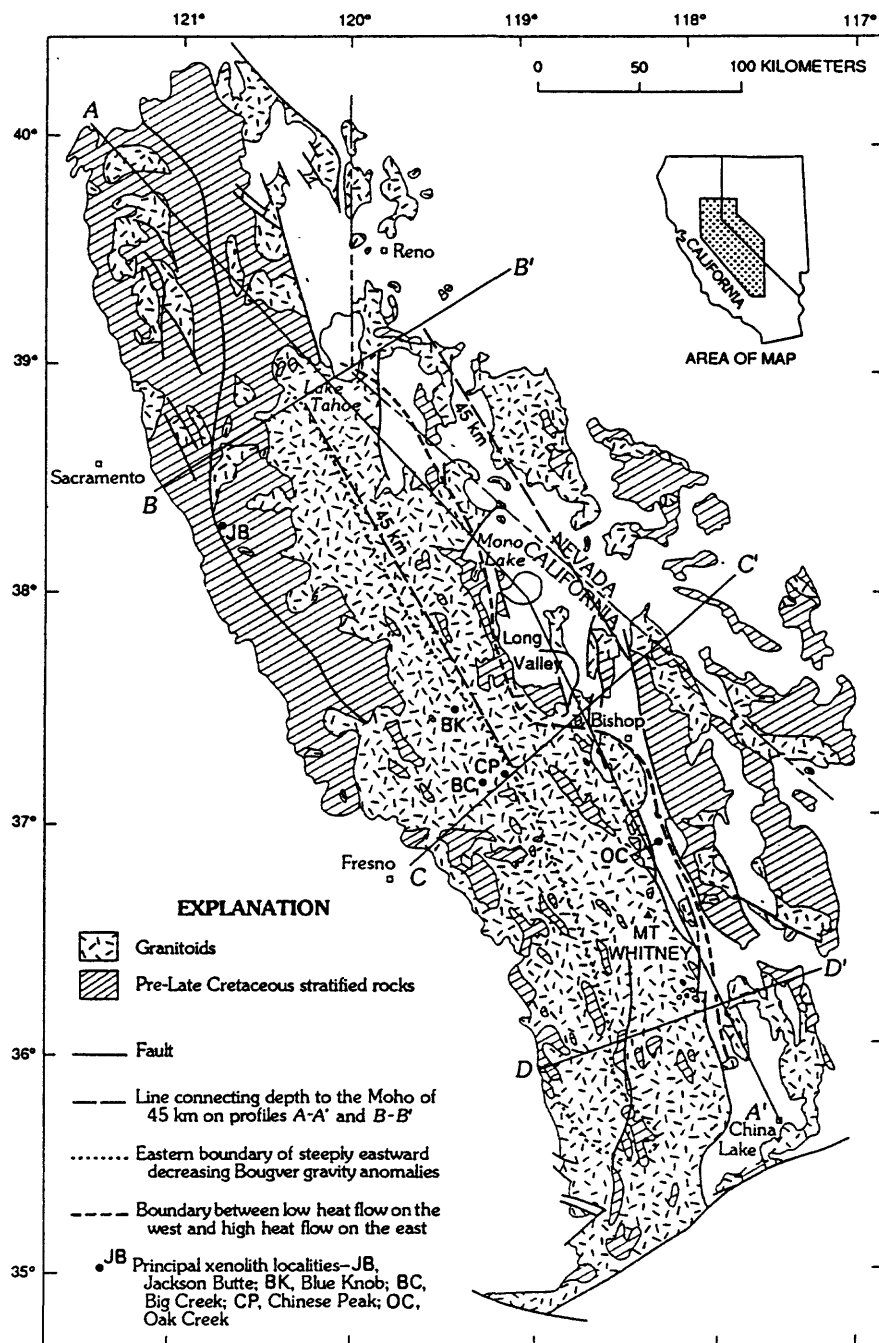 121° 120° 119° 118° 117°
0 50 100 KILOMETERS
A
40°
Reno
B'
CALIFORNIA
AREA OF MAP
39°
Lake
Tahoe
45 km
Sacramento
B
45 km
JB
NEVADA
CALIFORNIA
Mono
Lake
C'
38°
Long
Valley
BK
Bishop
CP
BC
37°
OC
Fresno
C
MT
WHITNEY
D'
36°
D
A'
China
Lake
35°
EXPLANATION
Granitoids
Pre-Late Cretaceous stratified rocks
Fault
Line connecting depth to the Moho of
45 km on profiles A-A' and B-B'
Eastern boundary of steeply eastward
decreasing Bougver gravity anomalies
Boundary between low heat flow on the
west and high heat flow on the east
JB Principal xenolith localities—JB,
Jackson Butte; BK, Blue Knob; BC,
Big Creek; CP, Chinese Peak; OC,
Oak Creek